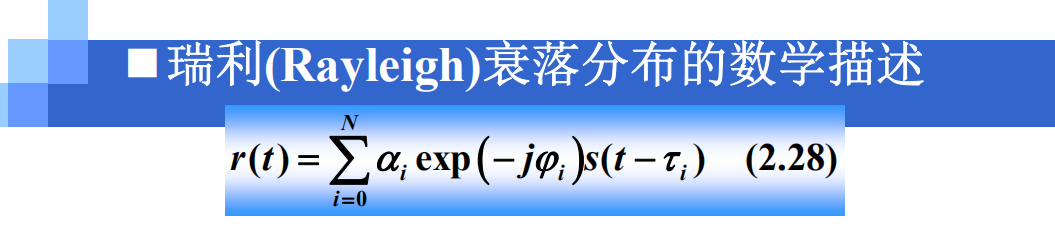 瑞利(Rayleigh)衰落分布的数学描述
r(t) = \sum_{i=0}^{N} α_i exp(−jφ_i)s(t − τ_i) (2.28)